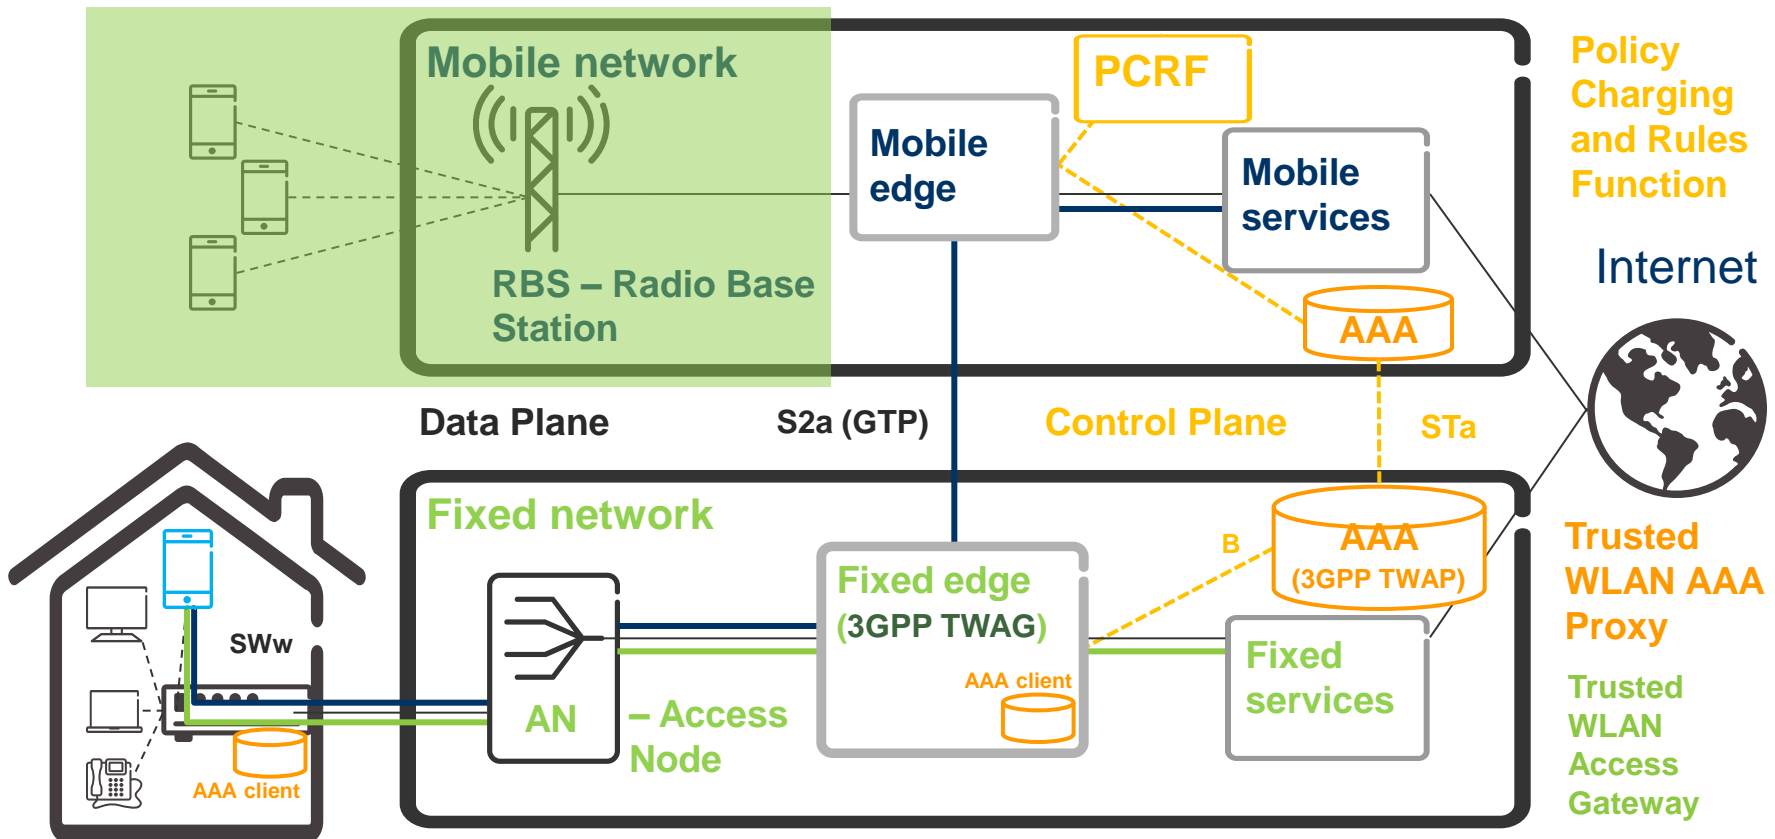 Mobile network
RBS – Radio Base
Station
Mobile
edge
PCRF
Mobile
services
AAA
Policy
Charging
and Rules
Function
Internet
Data Plane
S2a (GTP)
Control Plane
STa
Fixed network
SWw
AAA client
AN
– Access
Node
Fixed edge
(3GPP TWAG)
AAA client
B
AAA
(3GPP TWAP)
Fixed
services
Trusted
WLAN AAA
Proxy
Trusted
WLAN
Access
Gateway